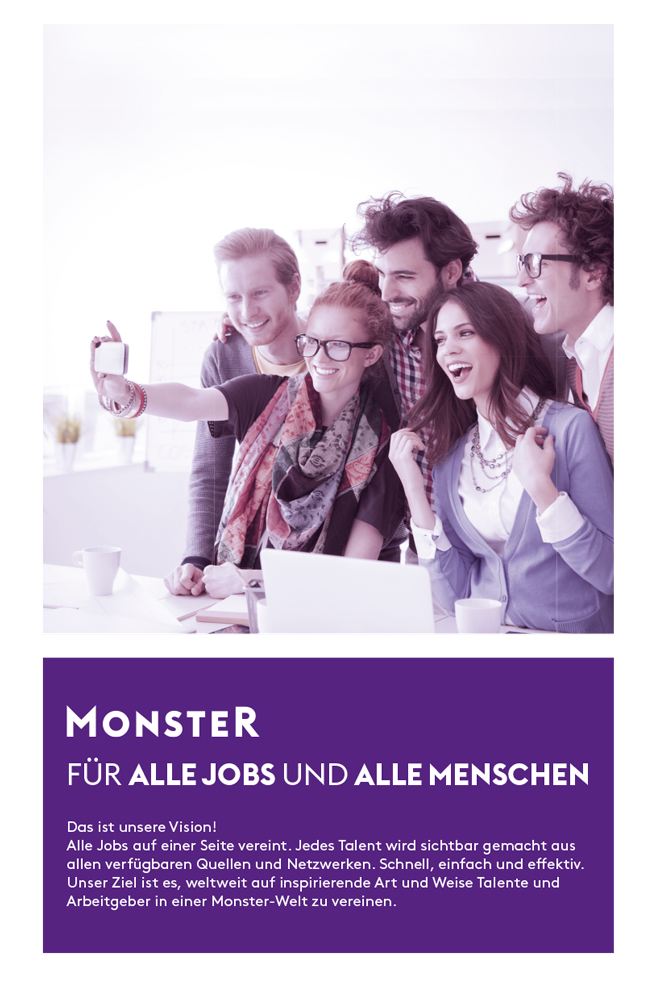 MONSTER
FÜR ALLE JOBS UND ALLE MENSCHEN
Das ist unsere Vision!
Alle Jobs auf einer Seite vereint. Jedes Talent wird sichtbar gemacht aus
allen verfügbaren Quellen und Netzwerken. Schnell, einfach und effektiv.
Unser Ziel ist es, weltweit auf inspirierende Art und Weise Talente und
Arbeitgeber in einer Monster-Welt zu vereinen.